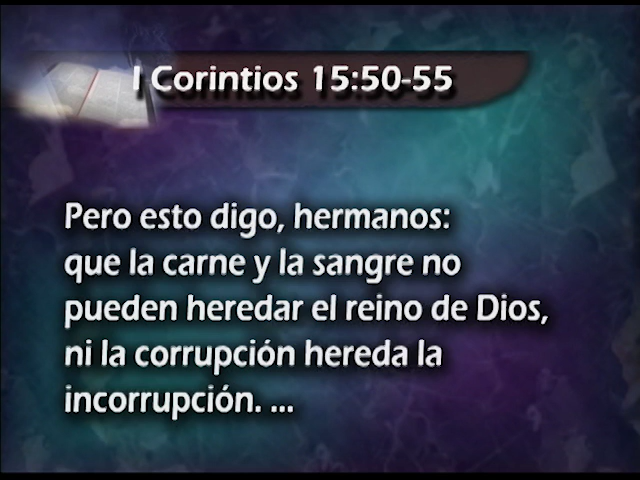 I Corintios 15:50-55
Pero esto digo, hermanos:
que la carne y la sangre no
pueden heredar el reino de Dios,
ni la corrupción hereda la
incorrupción. ...